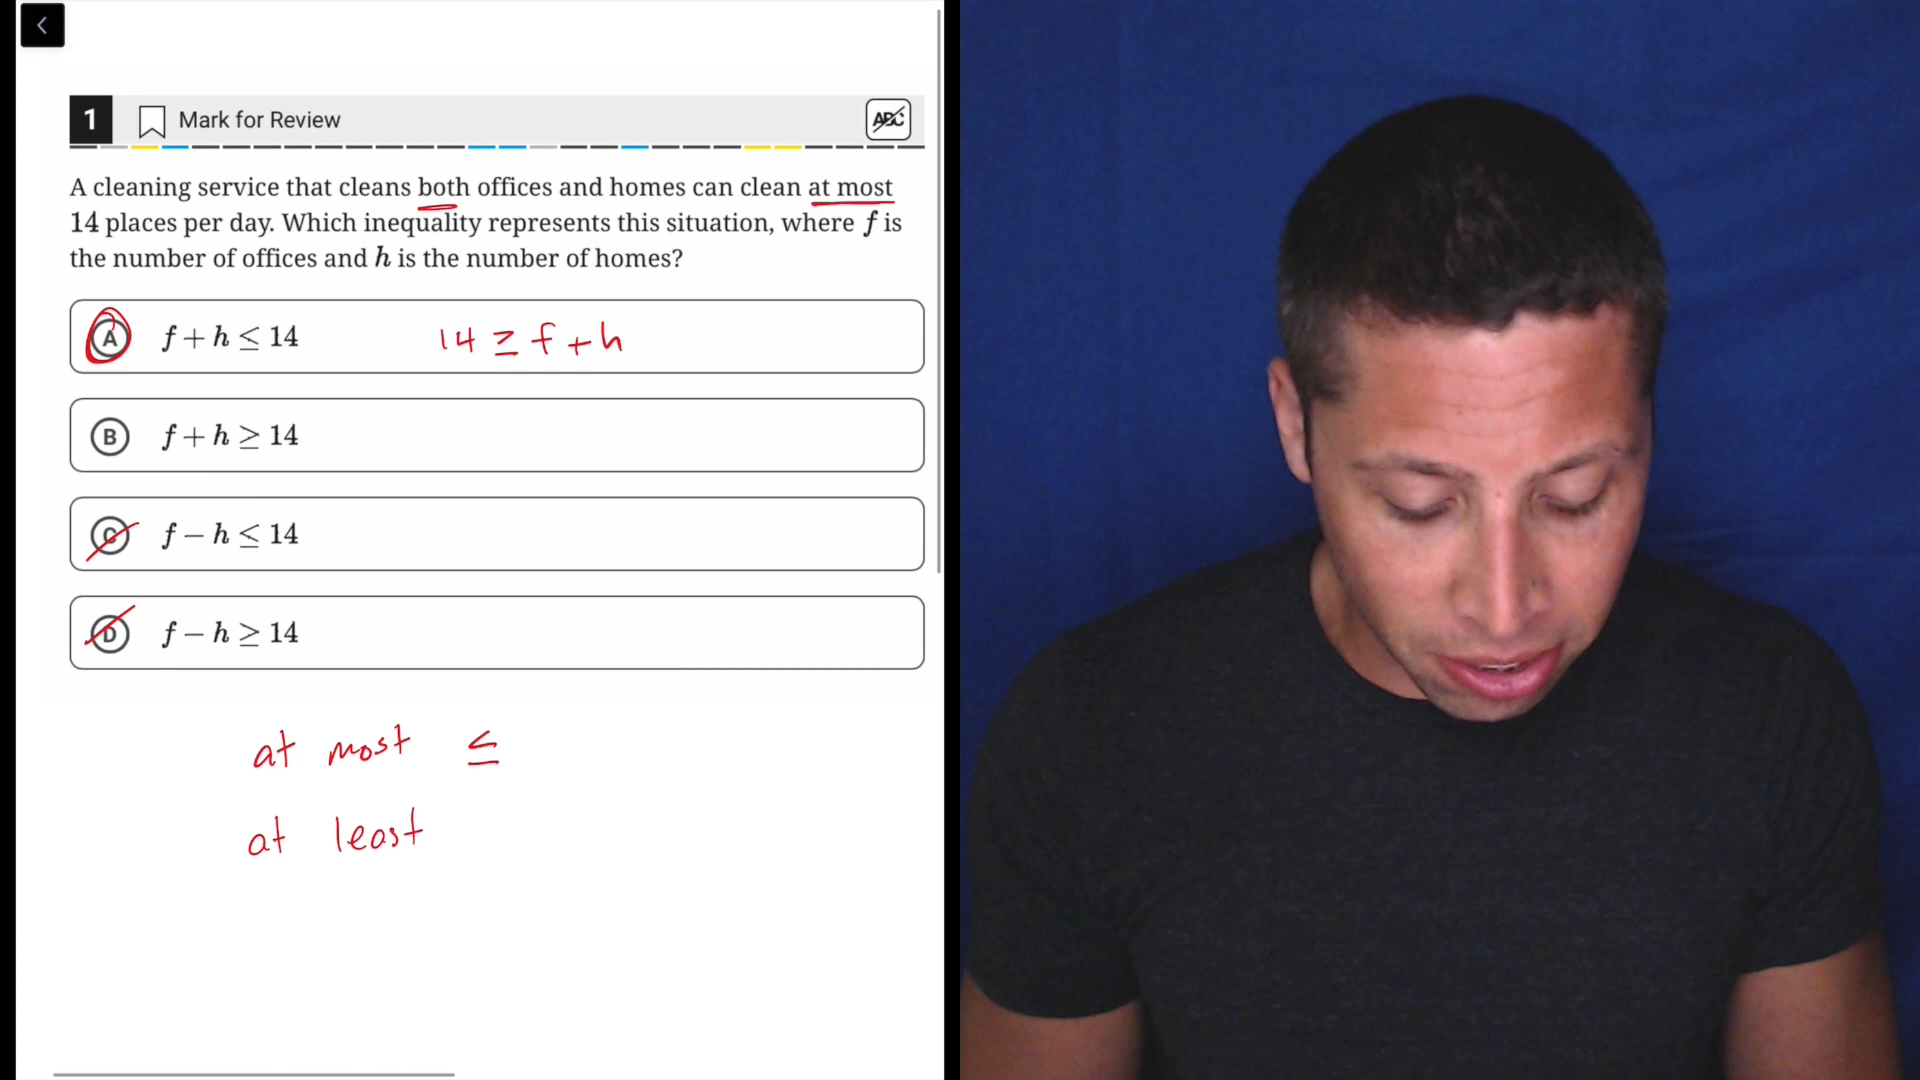 1 Mark for Review ABC
A cleaning service that cleans both offices and homes can clean at most
14 places per day. Which inequality represents this situation, where f is
the number of offices and h is the number of homes?
A f + h ≤ 14 14 ≥ f + h
B f + h ≥ 14
C f − h ≤ 14
D f − h ≥ 14
at most ≤
at least